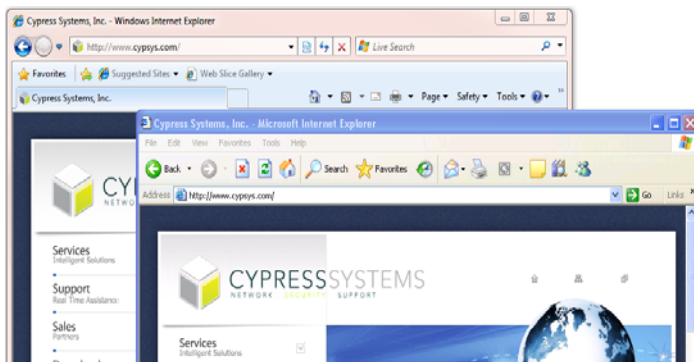 Cypress Systems, Inc. - Windows Internet Explorer
http://www.cypsys.com/
Live Search
Favorites Suggested Sites Web Slice Gallery
Cypress Systems, Inc.
Page Safety Tools
Cypress Systems, Inc. - Microsoft Internet Explorer
File Edit View Favorites Tools Help
Back Search Favorites
Address http://www.cypsys.com/ Go Links
CY
NETWO
Services
Intelligent Solutions
Support
Real Time Assistance
Sales
Partners
CYPRESSSYSTEMS
NETWORK SECURITY SUPPORT
Services
Intelligent Solutions